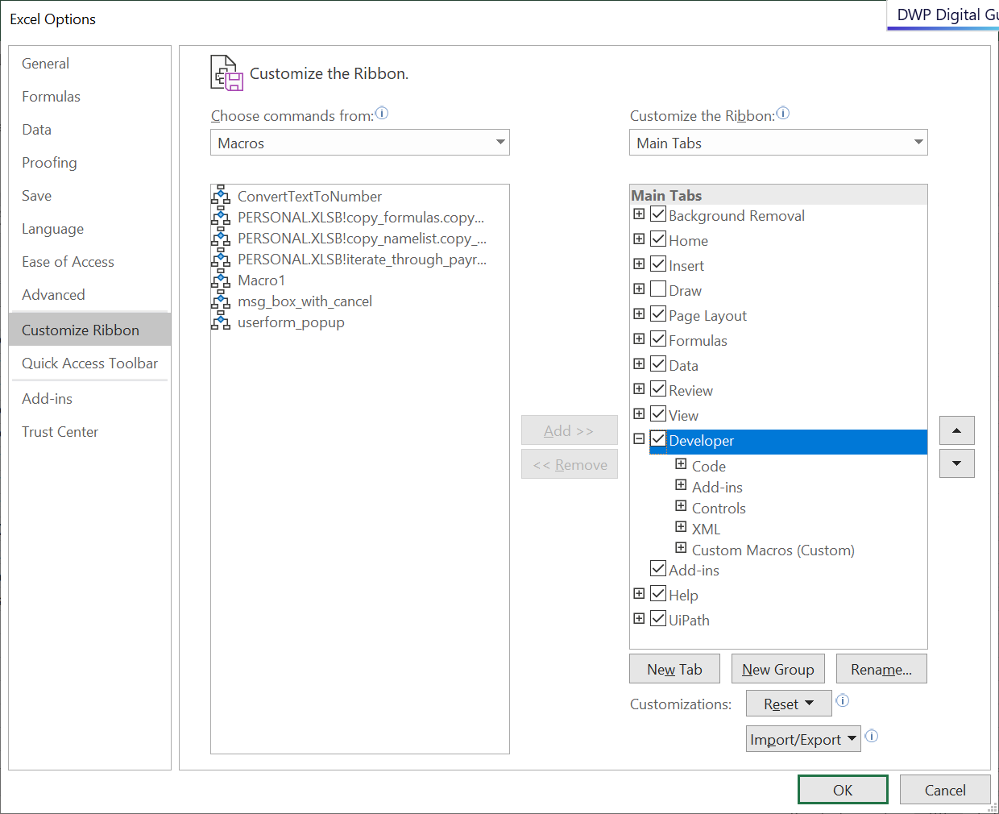 Excel Options
DWP Digital Gu
General
Formulas
Data
Proofing
Save
Language
Ease of Access
Advanced
Customize Ribbon
Quick Access Toolbar
Add-ins
Trust Center
Customize the Ribbon.
Choose commands from:
Macros
ConvertTextToNumber
PERSONAL.XLSB!copy_formulas.copy...
PERSONAL.XLSB!copy_namelist.copy_...
PERSONAL.XLSB!iterate_through_payr...
Macro1
msg_box_with_cancel
userform_popup
Add >>
<< Remove
Customize the Ribbon:
Main Tabs
Main Tabs
Background Removal
Home
Insert
Draw
Page Layout
Formulas
Data
Review
View
Developer
Code
Add-ins
Controls
XML
Custom Macros (Custom)
Add-ins
Help
UiPath
New Tab
New Group
Rename...
Customizations:
Reset
Import/Export
OK
Cancel